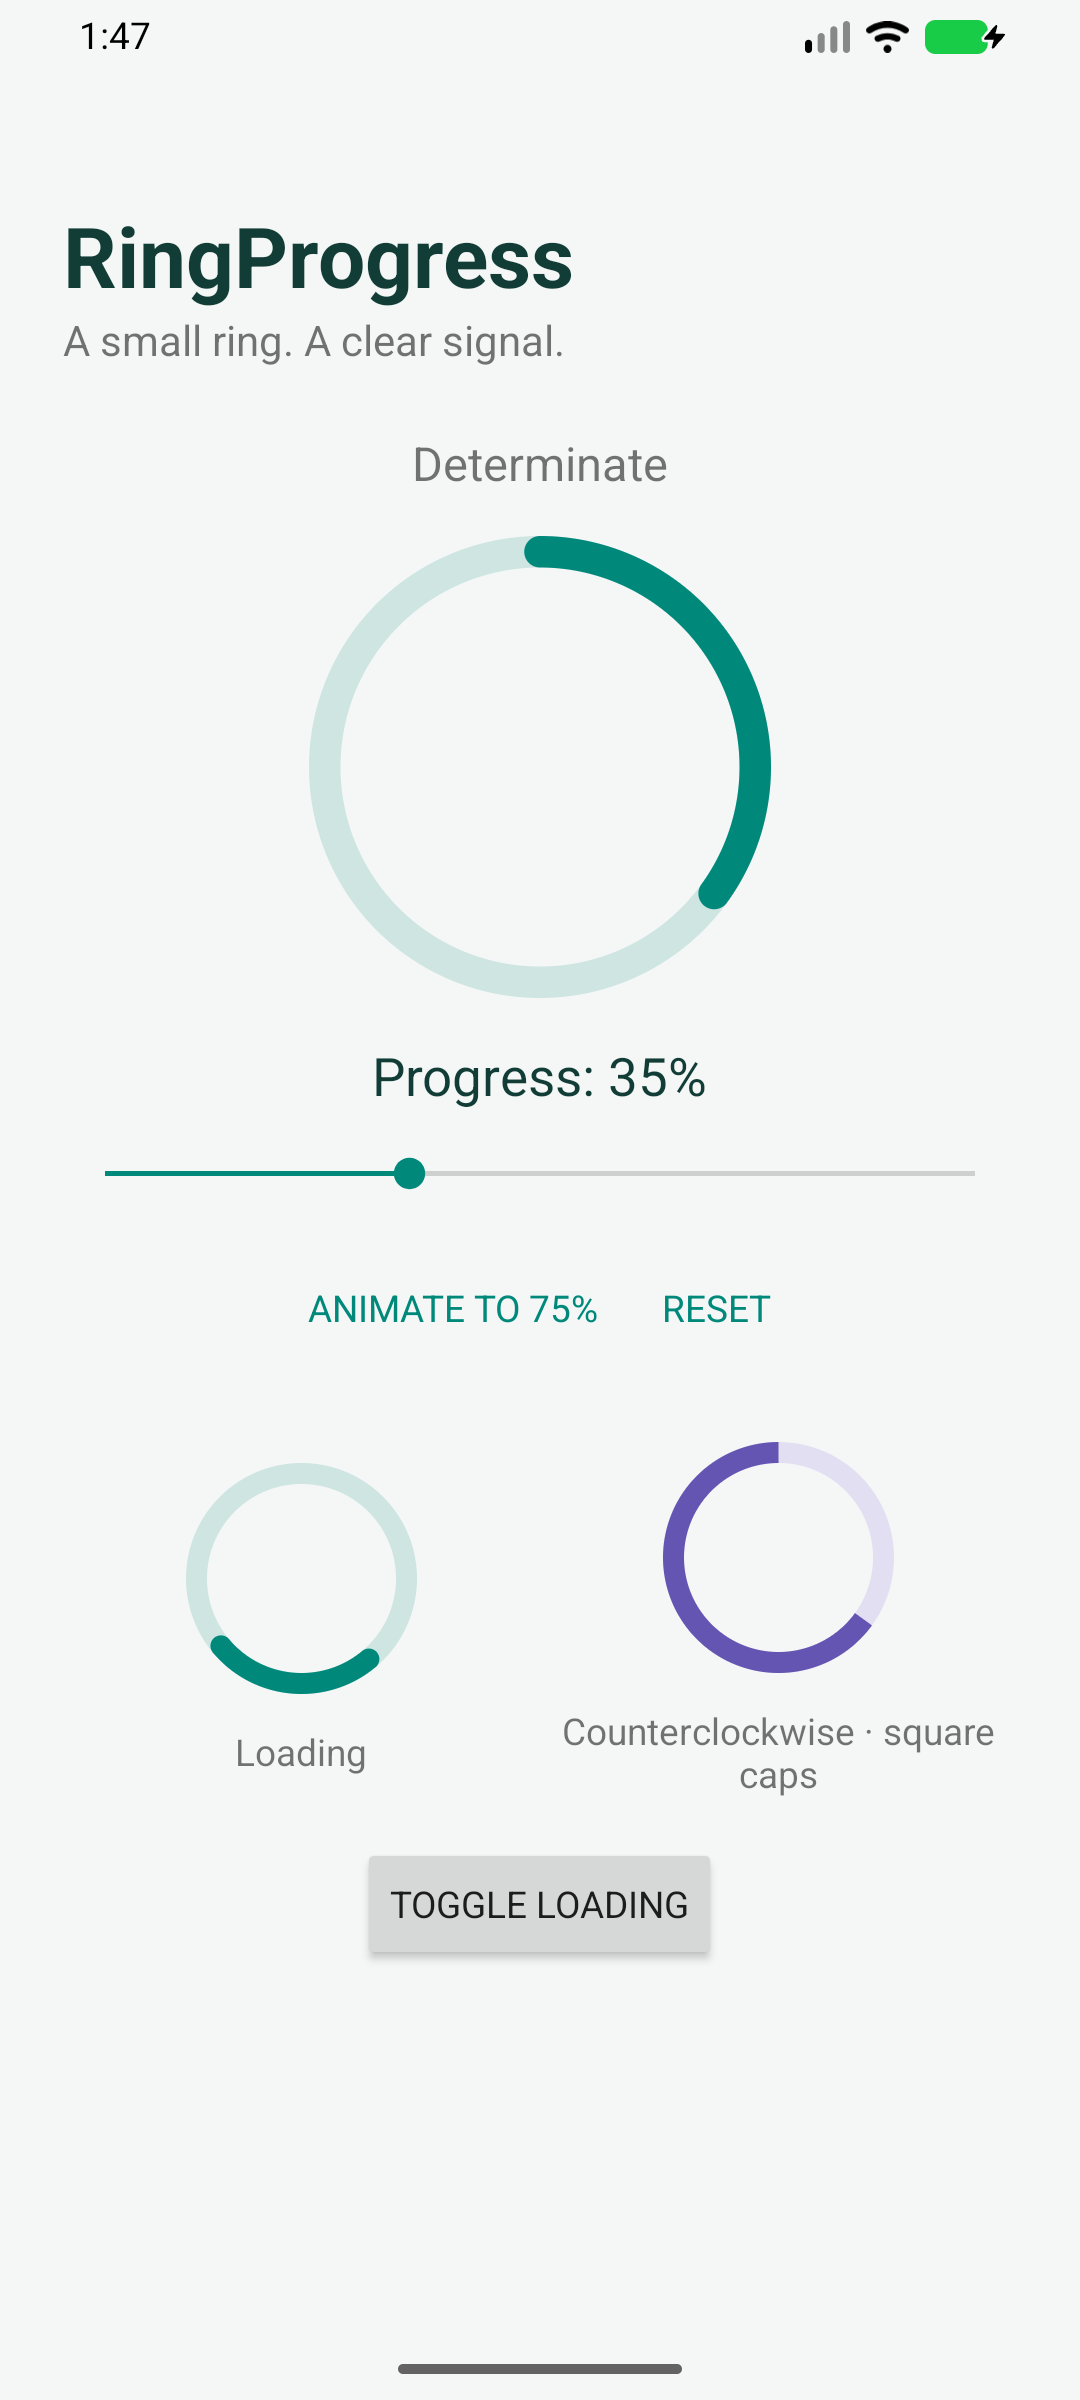 1:47
RingProgress
A small ring. A clear signal.
Determinate
Progress: 35%
ANIMATE TO 75%
RESET
Loading
Counterclockwise · square
caps
TOGGLE LOADING